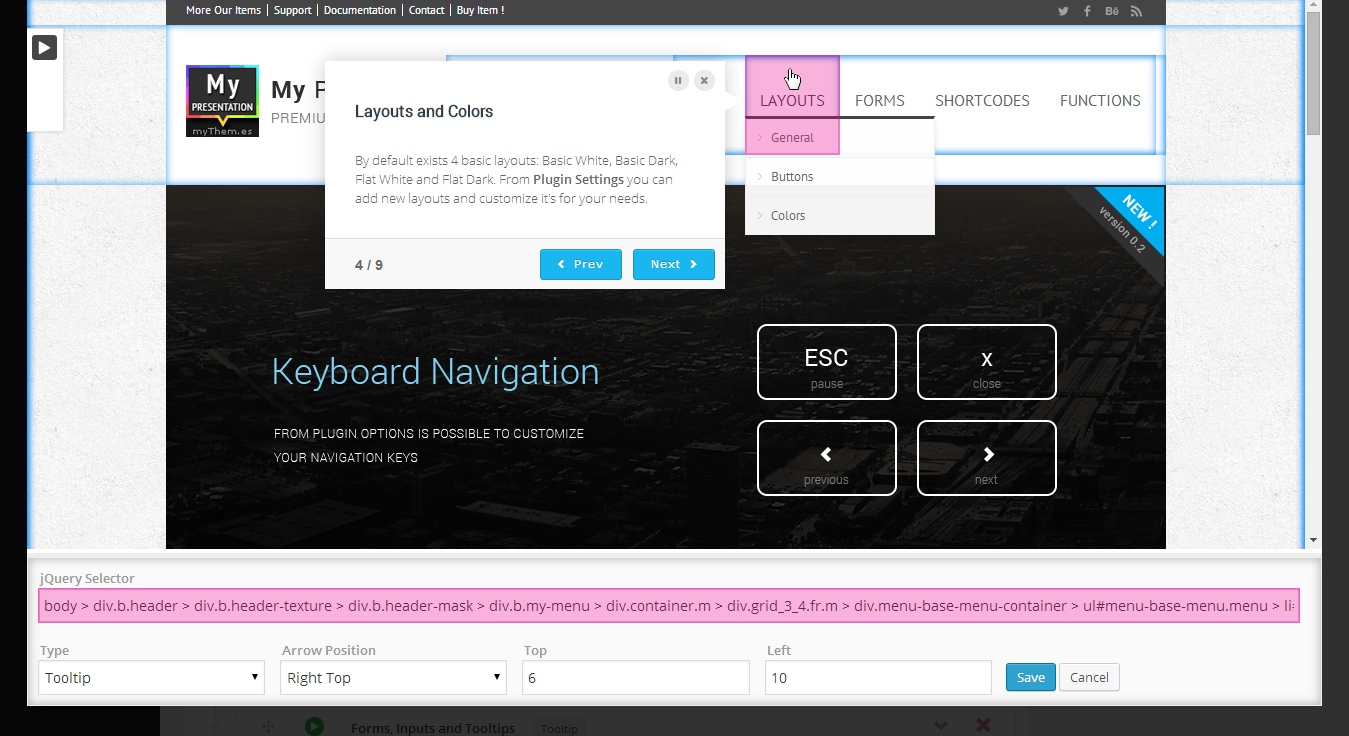 More Our Items | Support | Documentation | Contact | Buy Item !
Bē
My
PRESENTATION
myThem.es
My P
PREMIU
LAYOUTS
FORMS
SHORTCODES
FUNCTIONS
General
Buttons
Colors
Layouts and Colors
By default exists 4 basic layouts: Basic White, Basic Dark,
Flat White and Flat Dark. From Plugin Settings you can
add new layouts and customize it's for your needs.
4 / 9
Prev
Next
NEW !
version 0.2
Keyboard Navigation
FROM PLUGIN OPTIONS IS POSSIBLE TO CUSTOMIZE
YOUR NAVIGATION KEYS
ESC
pause
x
close
previous
next
jQuery Selector
body > div.b.header > div.b.header-texture > div.b.header-mask > div.b.my-menu > div.container.m > div.grid_3_4.fr.m > div.menu-base-menu-container > ul#menu-base-menu.menu > li
Type
Arrow Position
Top
Left
Tooltip
Right Top
6
10
Save
Cancel
Forms, Inputs and Tooltips
Tooltip